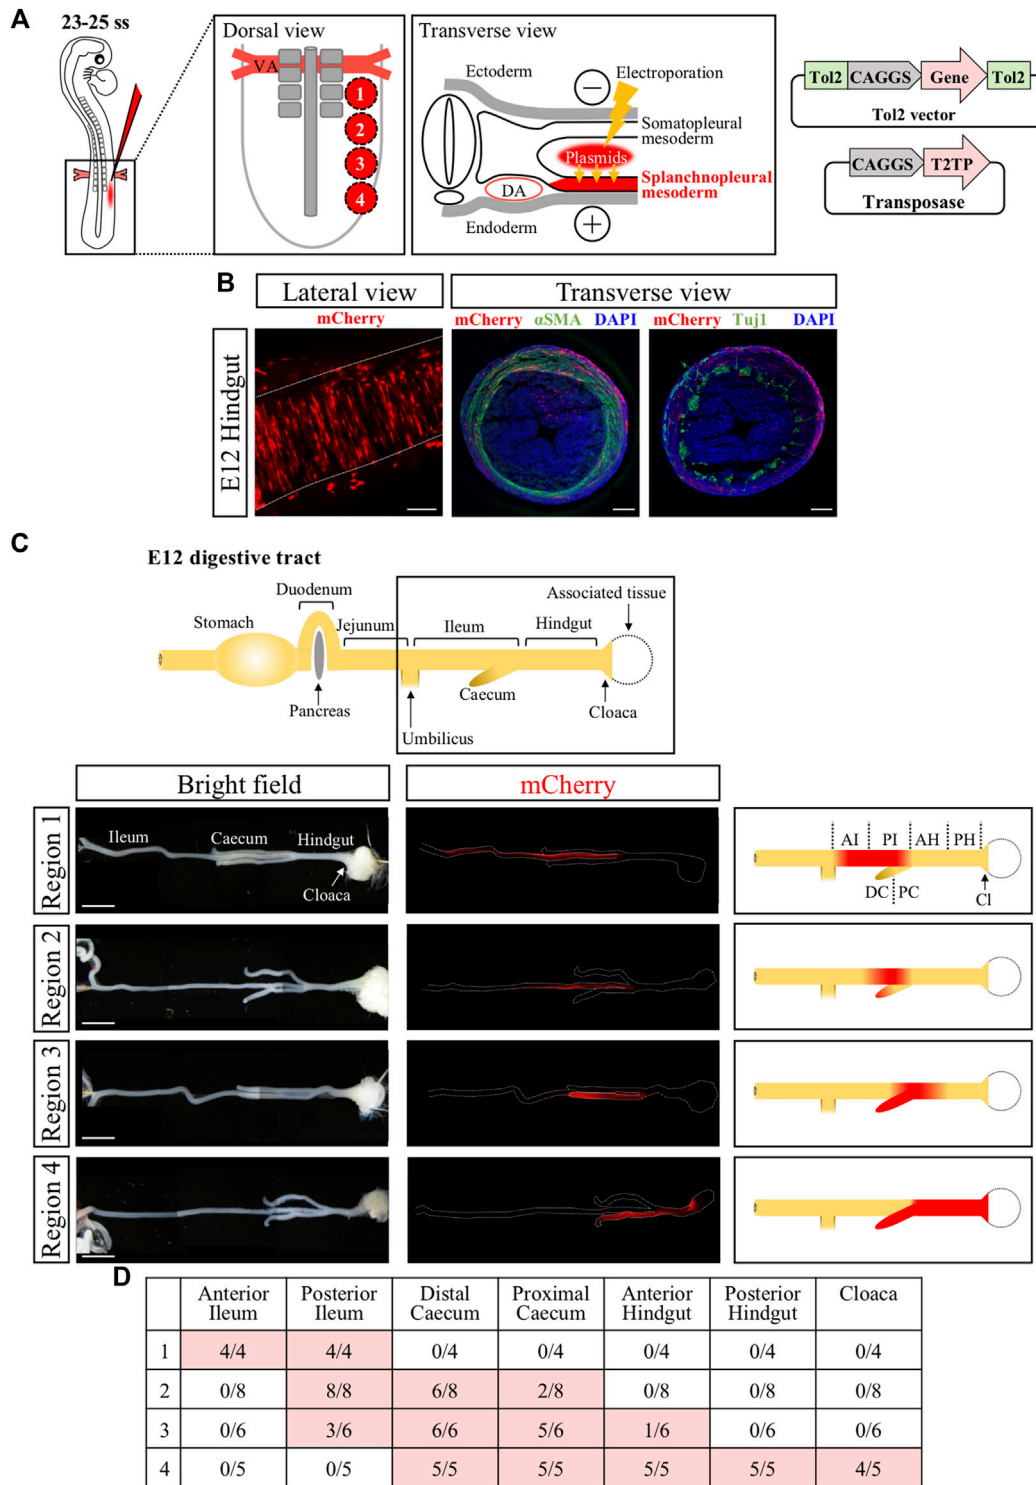 A
23-25 ss
Dorsal view
VA
1
2
3
4
Transverse view
Ectoderm
Electroporation
Somatopleural
mesoderm
Plasmids
Splanchnopleural
mesoderm
DA
Endoderm
−
+
Tol2 CAGGS Gene Tol2
Tol2 vector
CAGGS T2TP
Transposase
B
Lateral view
Transverse view
mCherry
mCherry αSMA DAPI
mCherry Tuj1 DAPI
E12 Hindgut
C
E12 digestive tract
Duodenum
Associated tissue
Stomach
Jejunum
Ileum
Hindgut
Caecum
Pancreas
Cloaca
Umbilicus
Bright field
mCherry
Region 1
Ileum
Caecum
Hindgut
Cloaca
AI PI AH PH
DC PC
Cl
Region 2
Region 3
Region 4
D
Anterior Posterior Distal Proximal Anterior Posterior Cloaca
Ileum Ileum Caecum Caecum Hindgut Hindgut
1 4/4 4/4 0/4 0/4 0/4 0/4 0/4
2 0/8 8/8 6/8 2/8 0/8 0/8 0/8
3 0/6 3/6 6/6 5/6 1/6 0/6 0/6
4 0/5 0/5 5/5 5/5 5/5 5/5 4/5